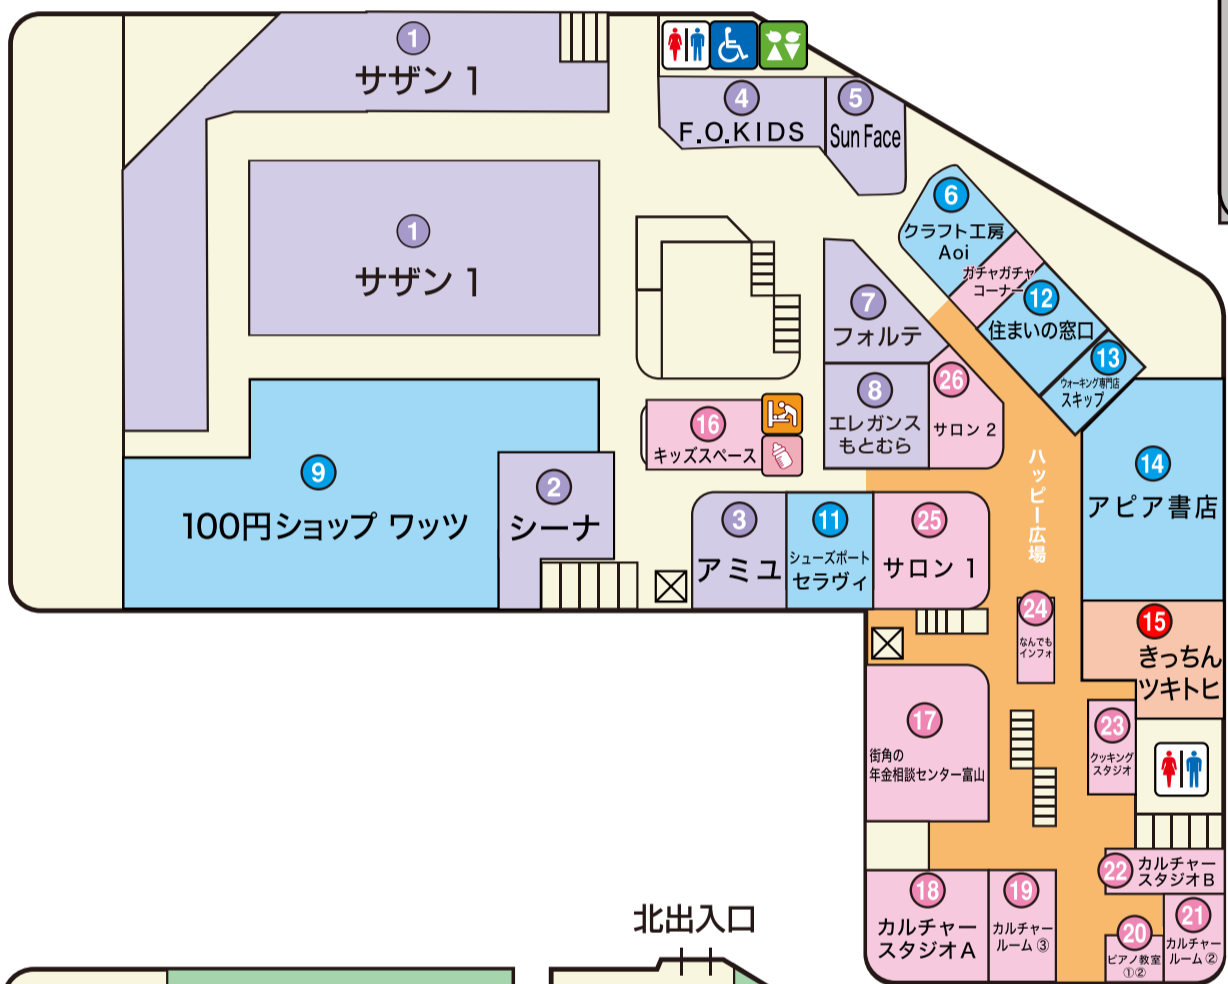 1
サザン 1
4
F.O.KIDS
5
Sun Face
1
サザン 1
6
クラフト工房
Aoi
ガチャガチャ
コーナー
12
住まいの窓口
13
ウォーキング専門店
スキップ
7
フォルテ
8
エレガンス
もとむら
26
サロン 2
16
キッズスペース
9
100円ショップ ワッツ
2
シーナ
3
アミユ
11
シューズポート
セラヴィ
25
サロン 1
ハッピー広場
14
アピア書店
24
なんでも
インフォ
15
きっちん
ツキトヒ
17
街角の
年金相談センター富山
23
クッキング
スタジオ
22
カルチャー
スタジオB
18
カルチャー
スタジオA
19
カルチャー
ルーム ③
20
ピアノ教室
①②
21
カルチャー
ルーム ②
北出入口